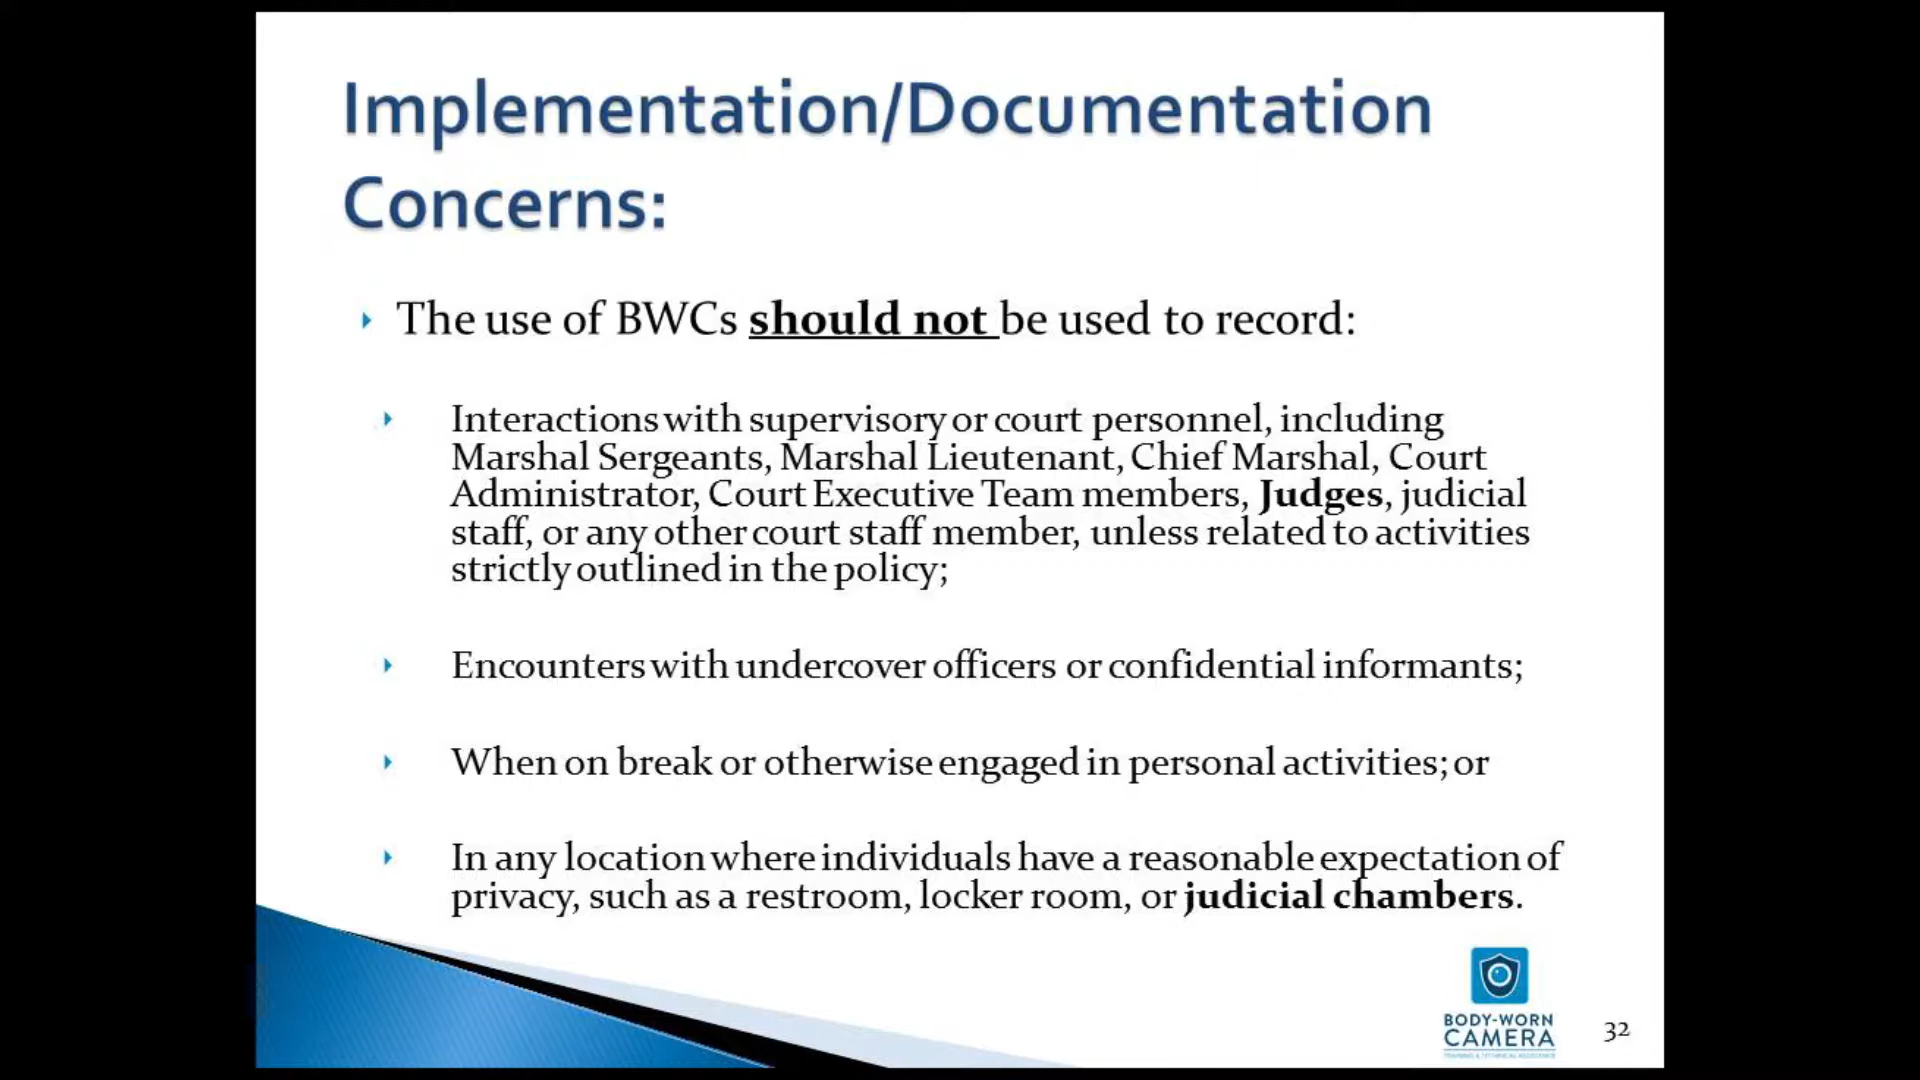 Implementation/Documentation
Concerns:
The use of BWCs should not be used to record:
Interactions with supervisory or court personnel, including
Marshal Sergeants, Marshal Lieutenant, Chief Marshal, Court
Administrator, Court Executive Team members, Judges, judicial
staff, or any other court staff member, unless related to activities
strictly outlined in the policy;
Encounters with undercover officers or confidential informants;
When on break or otherwise engaged in personal activities; or
In any location where individuals have a reasonable expectation of
privacy, such as a restroom, locker room, or judicial chambers.
BODY-WORN
CAMERA
TRAINING & TECHNICAL ASSISTANCE
32